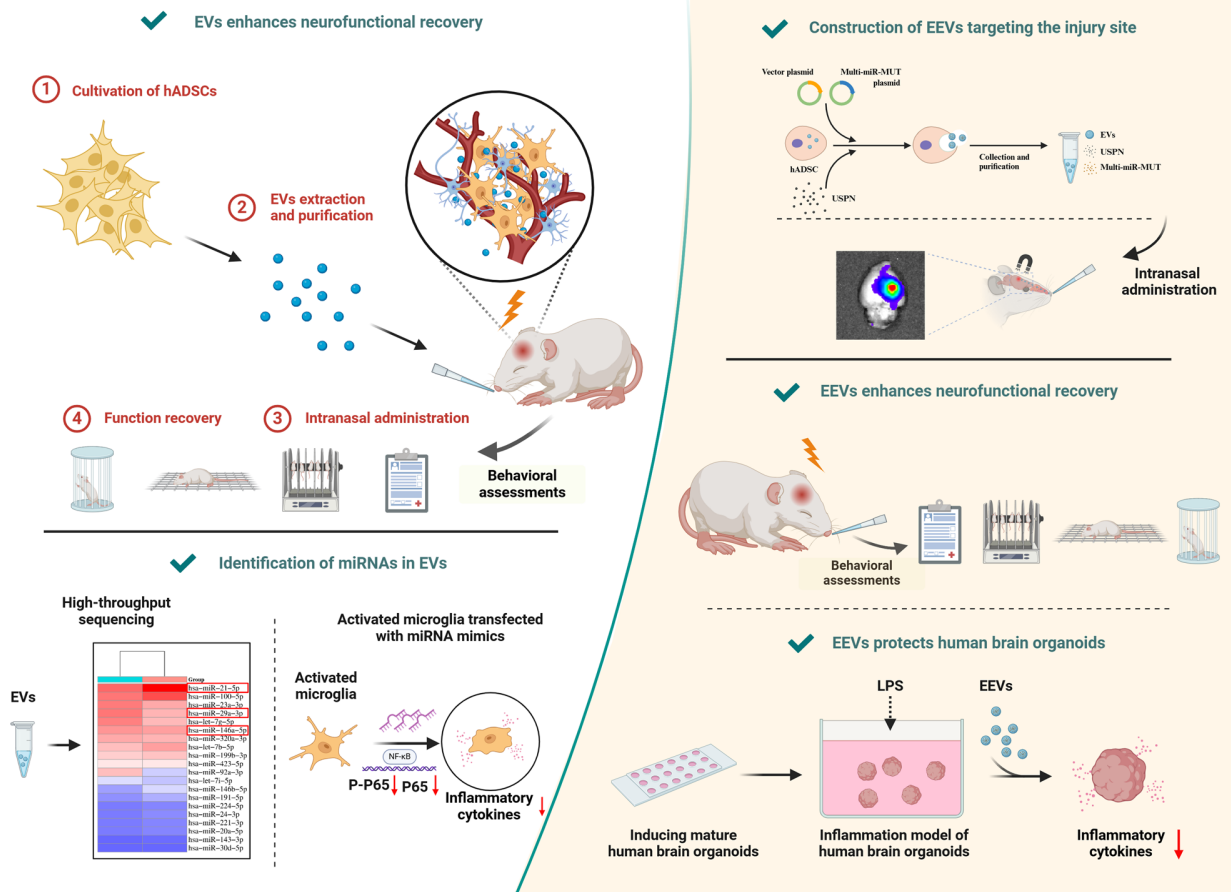 EVs enhances neurofunctional recovery
1
Cultivation of hADSCs
2
EVs extraction
and purification
4
Function recovery
3
Intranasal administration
Behavioral
assessments
Identification of miRNAs in EVs
High-throughput
sequencing
EVs
Group
hsa-miR-21-5p
hsa-miR-100-5p
hsa-miR-23a-3p
hsa-miR-29a-3p
hsa-let-7g-5p
hsa-miR-146a-5p
hsa-miR-320a-3p
hsa-let-7b-5p
hsa-miR-199b-3p
hsa-miR-423-5p
hsa-miR-92a-3p
hsa-let-7i-5p
hsa-miR-146b-5p
hsa-miR-191-5p
hsa-miR-224-5p
hsa-miR-24-3p
hsa-miR-221-3p
hsa-miR-20a-5p
hsa-miR-143-3p
hsa-miR-30d-5p
Activated microglia transfected
with miRNA mimics
Activated
microglia
NF-κB
P-P65
P65
Inflammatory
cytokines
Construction of EEVs targeting the injury site
Vector plasmid
Multi-miR-MUT
plasmid
hADSC
USPN
Collection and
purification
EVs
USPN
Multi-miR-MUT
Intranasal
administration
EEVs enhances neurofunctional recovery
Behavioral
assessments
EEVs protects human brain organoids
LPS
EEVs
Inducing mature
human brain organoids
Inflammation model of
human brain organoids
Inflammatory
cytokines